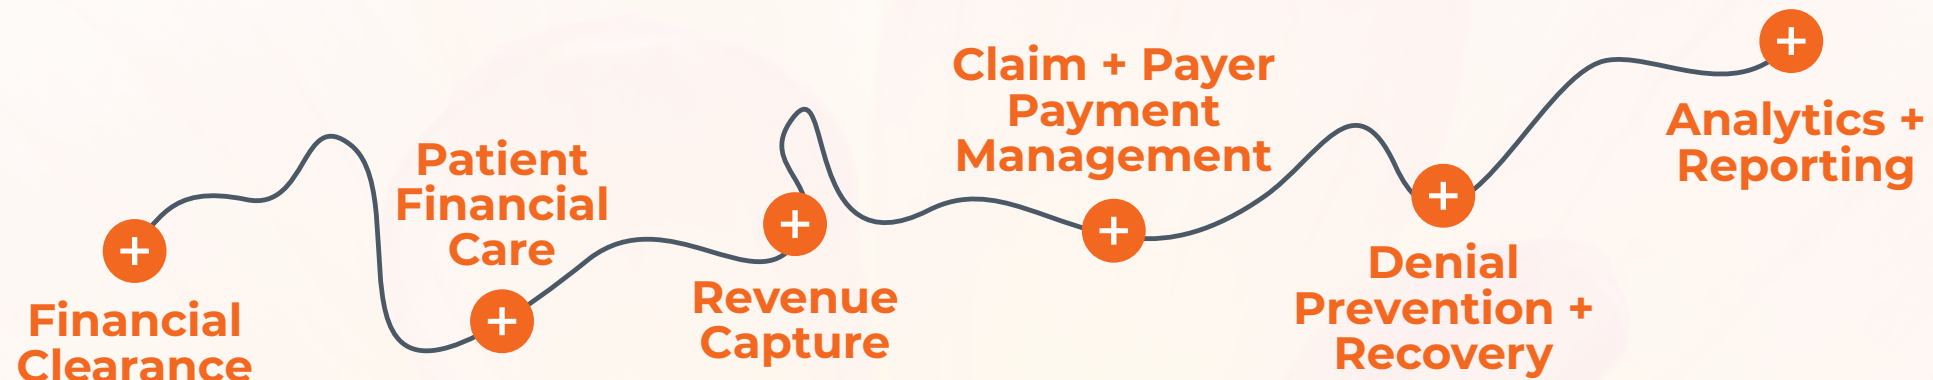 Financial
Clearance
Patient
Financial
Care
Revenue
Capture
Claim + Payer
Payment
Management
Denial
Prevention +
Recovery
Analytics +
Reporting